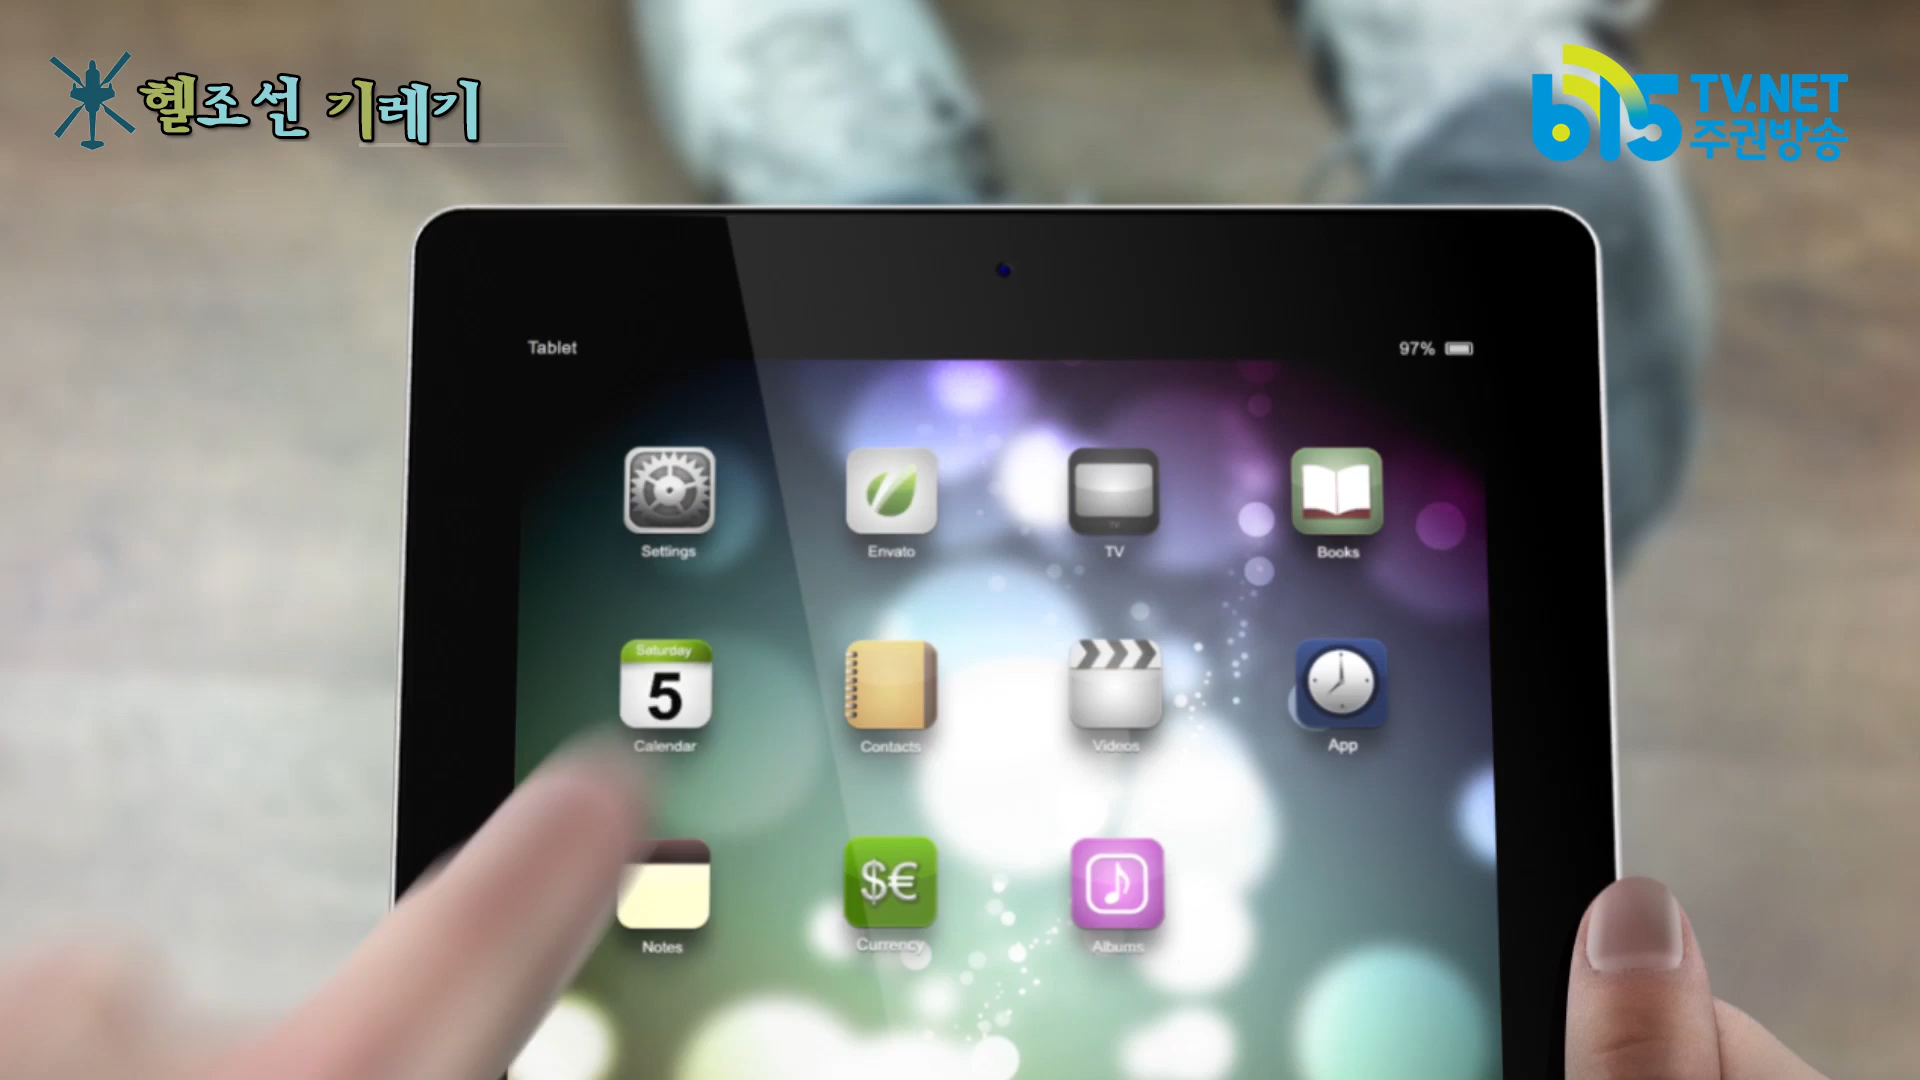 헬조선 기레기
615 TV.NET
주권방송
Tablet
97%
Settings
Envato
TV
TV
Books
Saturday
5
Calendar
Contacts
Videos
App
Notes
$€
Currency
Albums